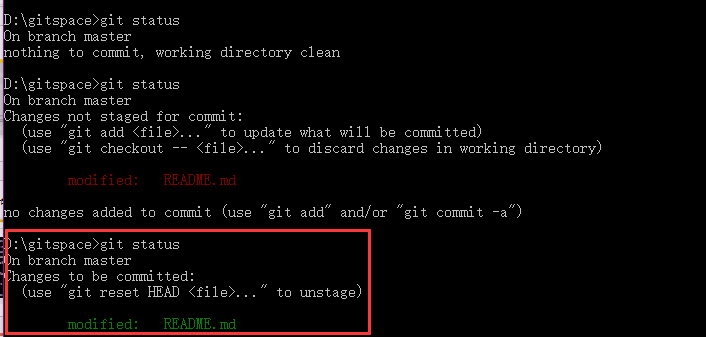 D:\gitspace>git status
On branch master
nothing to commit, working directory clean
D:\gitspace>git status
On branch master
Changes not staged for commit:
(use "git add <file>..." to update what will be committed)
(use "git checkout -- <file>..." to discard changes in working directory)
modified: README.md
no changes added to commit (use "git add" and/or "git commit -a")
D:\gitspace>git status
On branch master
Changes to be committed:
(use "git reset HEAD <file>..." to unstage)
modified: README.md